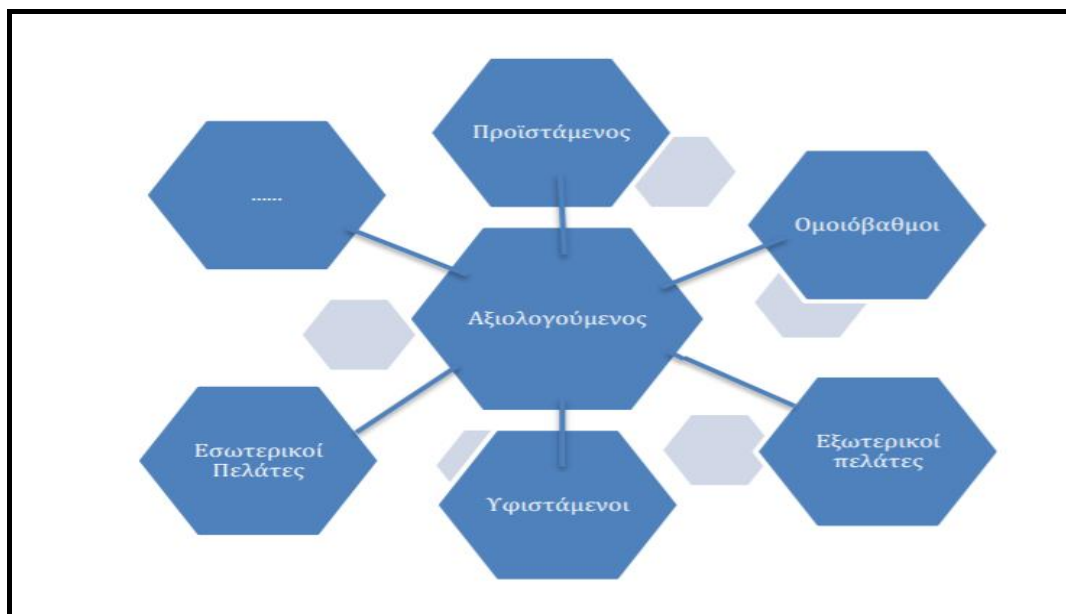 Προϊστάμενος
......
Ομοιόβαθμοι
Αξιολογούμενος
Εσωτερικοί
Πελάτες
Εξωτερικοί
πελάτες
Υφιστάμενοι